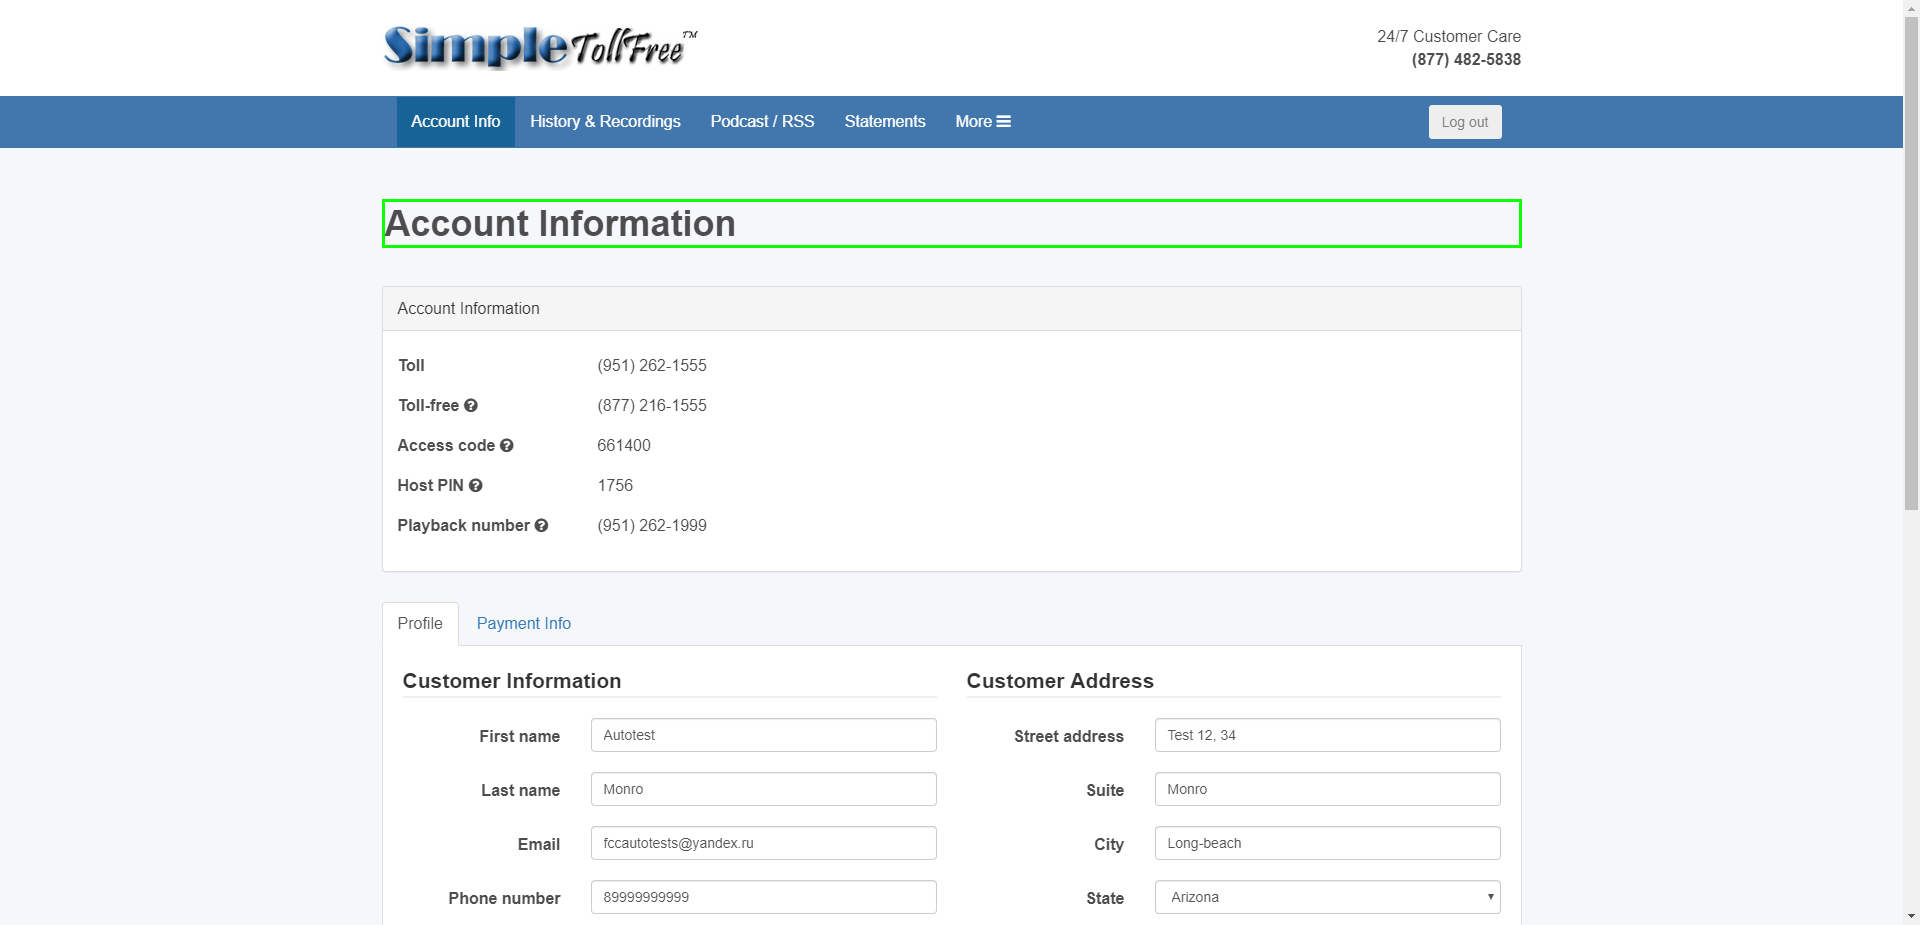 Simple TollFree™
24/7 Customer Care
(877) 482-5838
Account Info History & Recordings Podcast / RSS Statements More Log out
Account Information
Account Information
Toll (951) 262-1555
Toll-free (877) 216-1555
Access code 661400
Host PIN 1756
Playback number (951) 262-1999
Profile Payment Info
Customer Information
First name Autotest
Last name Monro
Email fccautotests@yandex.ru
Phone number 89999999999
Customer Address
Street address Test 12, 34
Suite Monro
City Long-beach
State Arizona